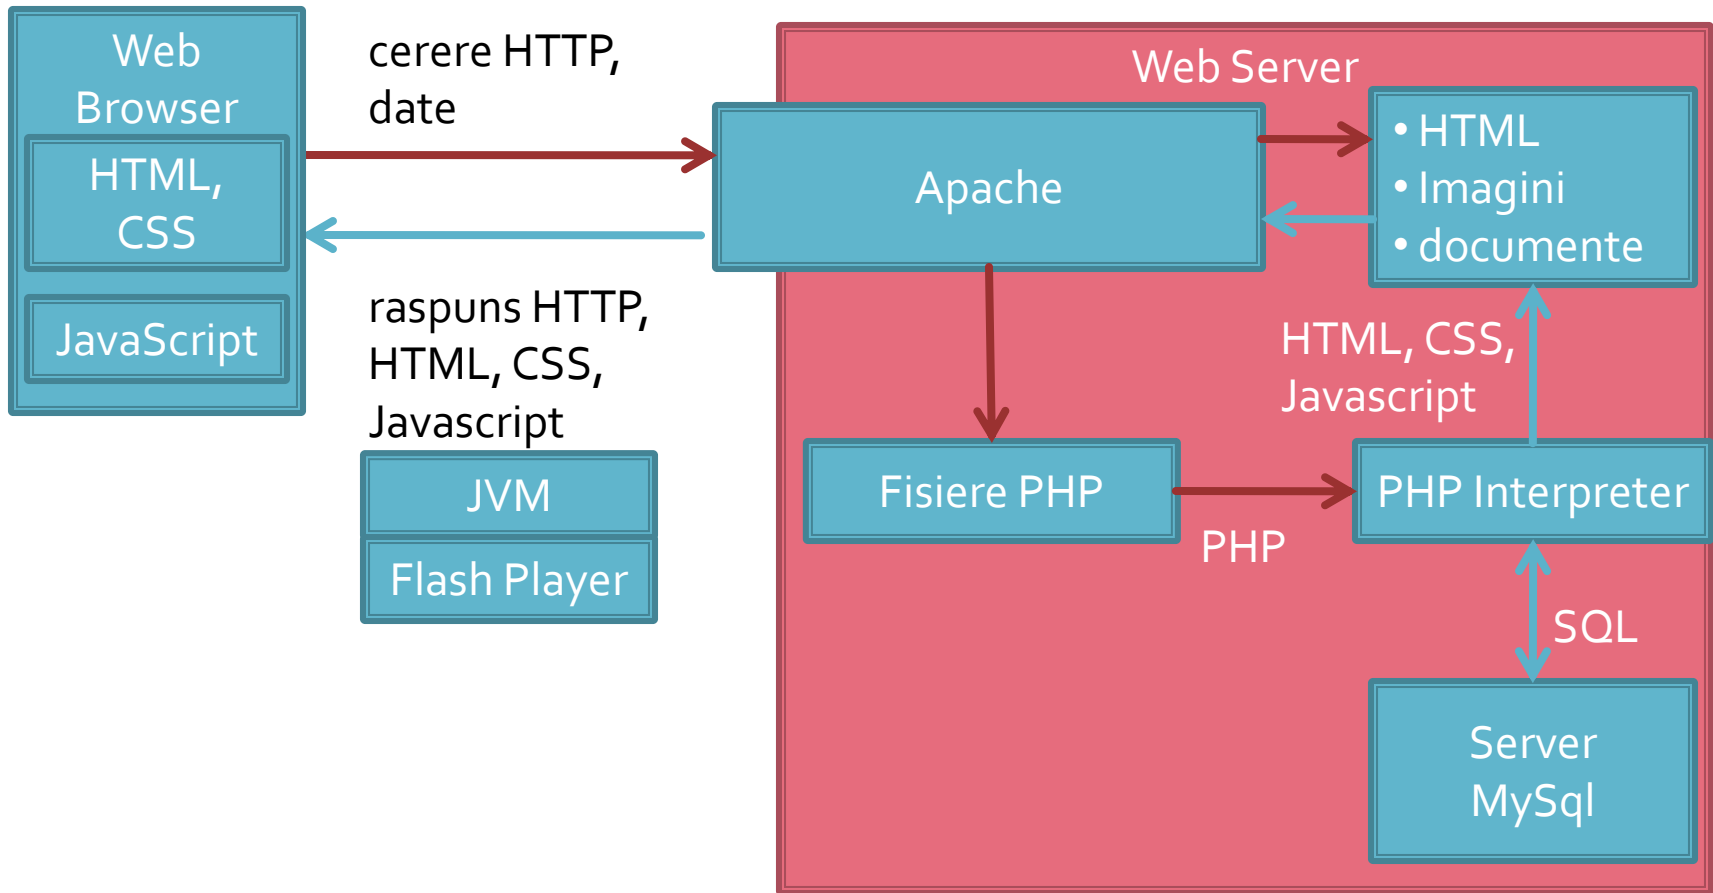 Web
Browser
HTML,
CSS
JavaScript
cerere HTTP,
date
raspuns HTTP,
HTML, CSS,
Javascript
JVM
Flash Player
Web Server
Apache
• HTML
• Imagini
• documente
HTML, CSS,
Javascript
Fisiere PHP
PHP
PHP Interpreter
SQL
Server
MySql